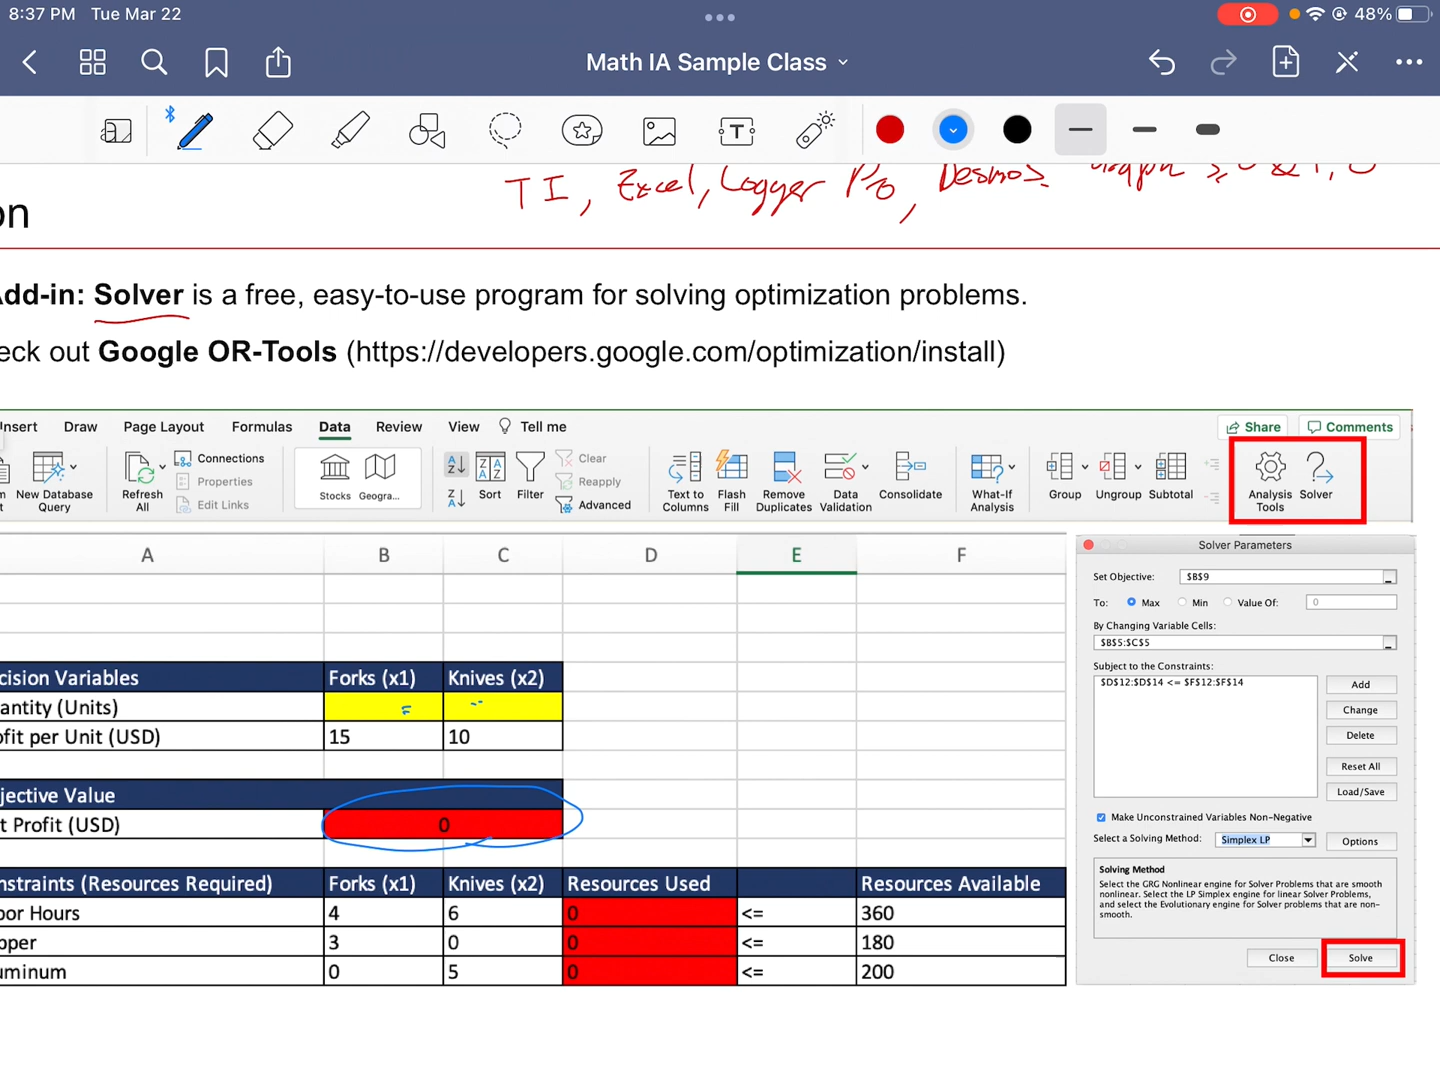 8:37 PM Tue Mar 22
48%
Math IA Sample Class
TI, Excel, Logger Pro, Desmos
on
Add-in: Solver is a free, easy-to-use program for solving optimization problems.
eck out Google OR-Tools (https://developers.google.com/optimization/install)
Insert Draw Page Layout Formulas Data Review View Tell me Share Comments
New Database Query
Refresh All
Connections
Properties
Edit Links
Stocks Geogra...
Sort
Filter
Clear
Reapply
Advanced
Text to Columns
Flash Fill
Remove Duplicates
Data Validation
Consolidate
What-If Analysis
Group
Ungroup
Subtotal
Analysis Tools
Solver
A B C D E F
cision Variables Forks (x1) Knives (x2)
antity (Units)
ofit per Unit (USD) 15 10
jective Value
t Profit (USD) 0
nstraints (Resources Required) Forks (x1) Knives (x2) Resources Used Resources Available
oor Hours 4 6 0 <= 360
pper 3 0 0 <= 180
uminum 0 5 0 <= 200
Solver Parameters
Set Objective: $B$9
To: Max Min Value Of: 0
By Changing Variable Cells:
$B$5:$C$5
Subject to the Constraints:
$D$12:$D$14 <= $F$12:$F$14
Add
Change
Delete
Reset All
Load/Save
Make Unconstrained Variables Non-Negative
Select a Solving Method: Simplex LP Options
Solving Method
Select the GRG Nonlinear engine for Solver Problems that are smooth
nonlinear. Select the LP Simplex engine for linear Solver Problems,
and select the Evolutionary engine for Solver problems that are non-
smooth.
Close Solve